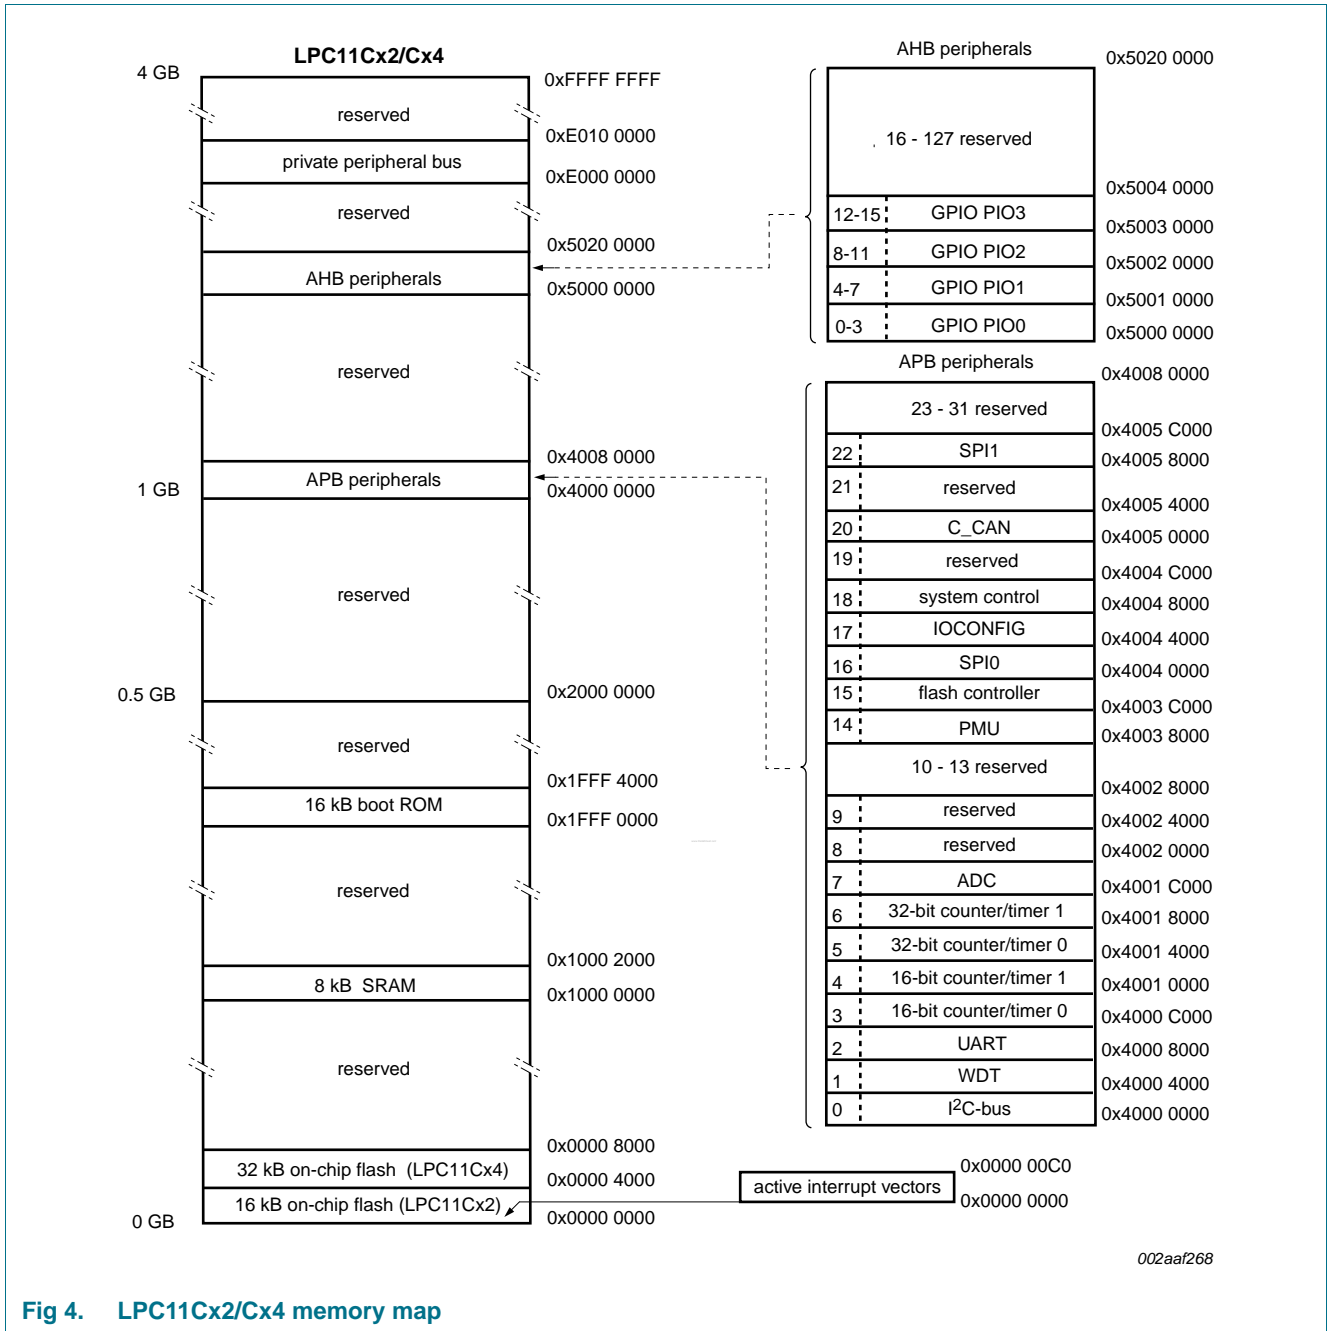 LPC11Cx2/Cx4
4 GB
0xFFFF FFFF
reserved
0xE010 0000
private peripheral bus
0xE000 0000
reserved
0x5020 0000
AHB peripherals
0x5000 0000
reserved
0x4008 0000
APB peripherals
1 GB
0x4000 0000
reserved
0.5 GB
0x2000 0000
reserved
0x1FFF 4000
16 kB boot ROM
0x1FFF 0000
reserved
0x1000 2000
8 kB SRAM
0x1000 0000
reserved
0x0000 8000
32 kB on-chip flash (LPC11Cx4)
0x0000 4000
16 kB on-chip flash (LPC11Cx2)
0 GB
0x0000 0000
AHB peripherals
0x5020 0000
16 - 127 reserved
0x5004 0000
12-15 GPIO PIO3
0x5003 0000
8-11 GPIO PIO2
0x5002 0000
4-7 GPIO PIO1
0x5001 0000
0-3 GPIO PIO0
0x5000 0000
APB peripherals
0x4008 0000
23 - 31 reserved
0x4005 C000
22 SPI1
0x4005 8000
21 reserved
0x4005 4000
20 C_CAN
0x4005 0000
19 reserved
0x4004 C000
18 system control
0x4004 8000
17 IOCONFIG
0x4004 4000
16 SPI0
0x4004 0000
15 flash controller
0x4003 C000
14 PMU
0x4003 8000
10 - 13 reserved
0x4002 8000
9 reserved
0x4002 4000
8 reserved
0x4002 0000
7 ADC
0x4001 C000
6 32-bit counter/timer 1
0x4001 8000
5 32-bit counter/timer 0
0x4001 4000
4 16-bit counter/timer 1
0x4001 0000
3 16-bit counter/timer 0
0x4000 C000
2 UART
0x4000 8000
1 WDT
0x4000 4000
0 I2C-bus
0x4000 0000
0x0000 00C0
active interrupt vectors
0x0000 0000
002aaf268
Fig 4. LPC11Cx2/Cx4 memory map